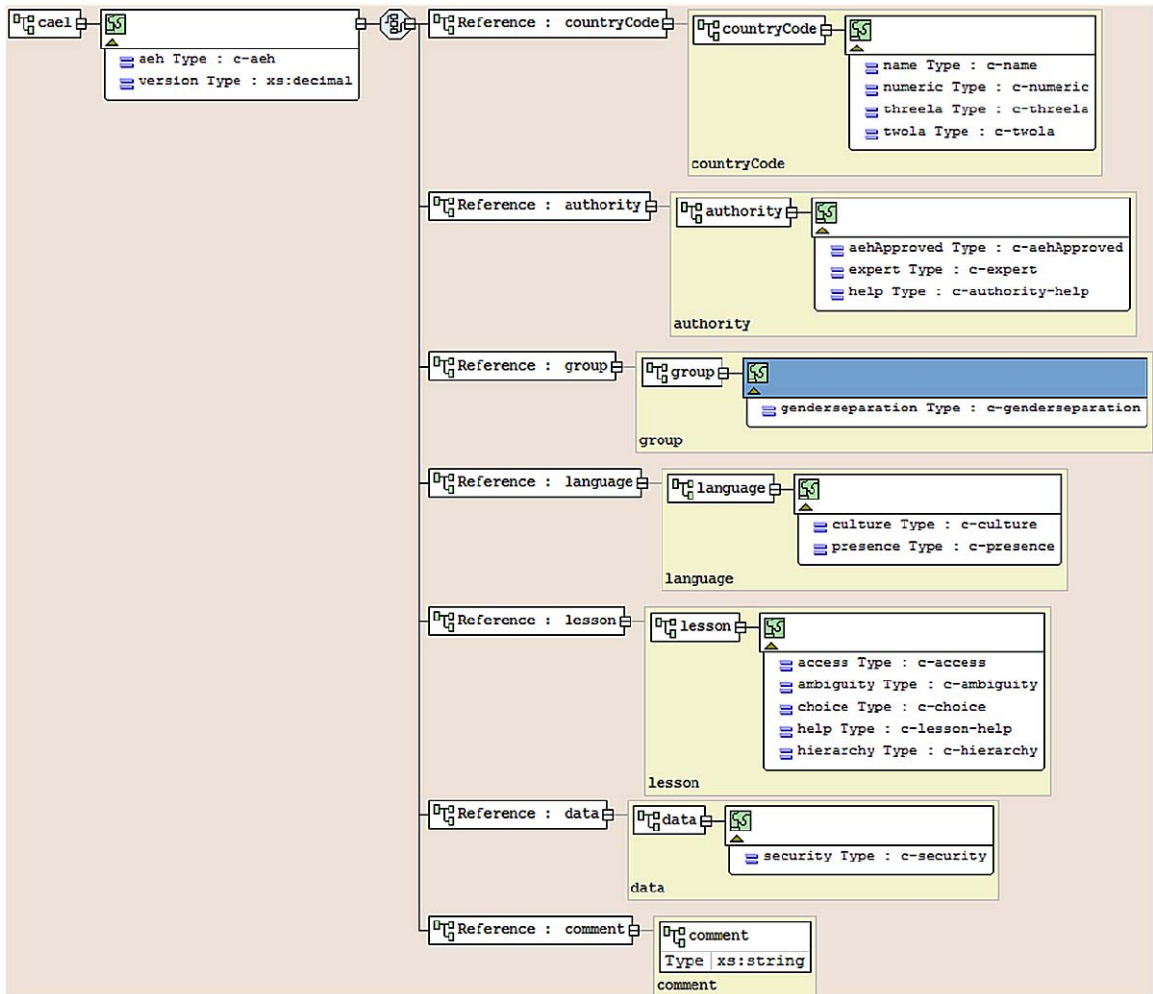 cael
aeh Type : c-aeh
version Type : xs:decimal
Reference : countryCode
countryCode
name Type : c-name
numeric Type : c-numeric
threela Type : c-threela
twola Type : c-twola
countryCode
Reference : authority
authority
aehApproved Type : c-aehApproved
expert Type : c-expert
help Type : c-authority-help
authority
Reference : group
group
genderseparation Type : c-genderseparation
group
Reference : language
language
culture Type : c-culture
presence Type : c-presence
language
Reference : lesson
lesson
access Type : c-access
ambiguity Type : c-ambiguity
choice Type : c-choice
help Type : c-lesson-help
hierarchy Type : c-hierarchy
lesson
Reference : data
data
security Type : c-security
data
Reference : comment
comment
Type xs:string
comment